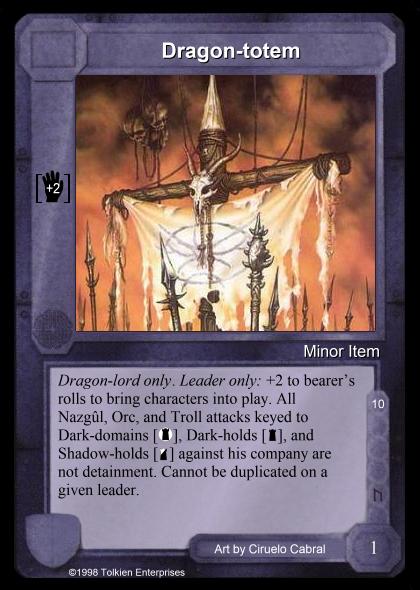 Dragon-totem
[+2]
Minor Item
Dragon-lord only. Leader only: +2 to bearer's
rolls to bring characters into play. All
Nazgûl, Orc, and Troll attacks keyed to
Dark-domains [ ], Dark-holds [ ], and
Shadow-holds [ ] against his company are
not detainment. Cannot be duplicated on a
given leader.
10
Art by Ciruelo Cabral
1
©1998 Tolkien Enterprises